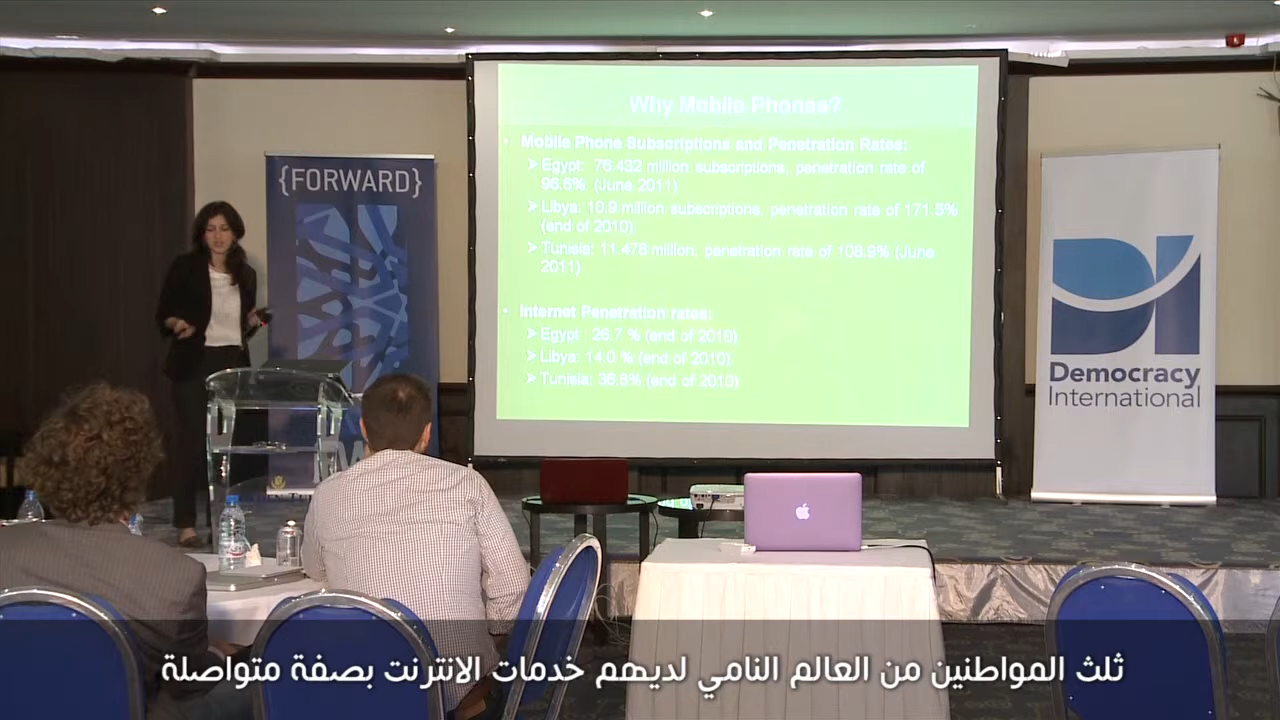 {FORWARD}
Why Mobile Phones?
Mobile Phone Subscriptions and Penetration Rates:
Egypt: 76.432 million subscriptions, penetration rate of
96.6% (June 2011)
Libya: 10.9 million subscriptions, penetration rate of 171.5%
(end of 2010)
Tunisia: 11.478 million, penetration rate of 108.9% (June
2011)
Internet Penetration rates:
Egypt : 26.7 % (end of 2010)
Libya: 14.0 % (end of 2010)
Tunisia: 36.8% (end of 2010)
DI
Democracy
International
ثلث المواطنين من العالم النامي لديهم خدمات الانترنت بصفة متواصلة